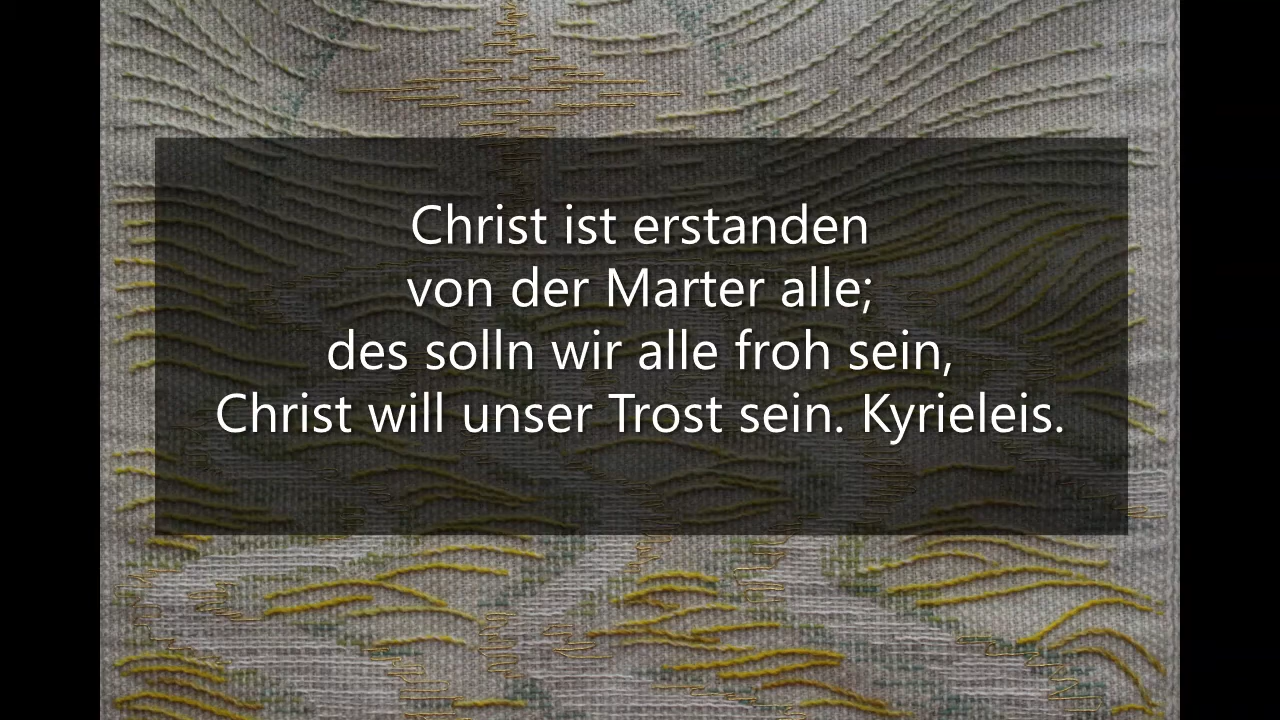 Christ ist erstanden
von der Marter alle;
des solln wir alle froh sein,
Christ will unser Trost sein. Kyrieleis.